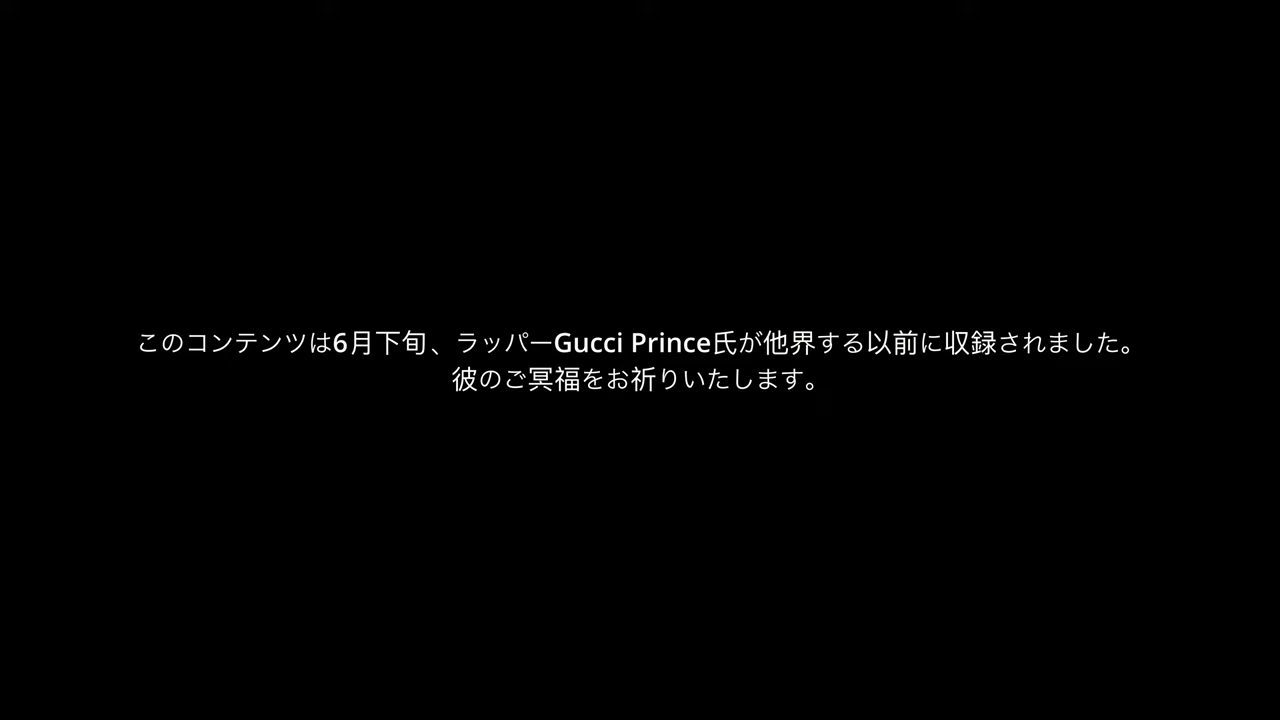 このコンテンツは6月下旬、ラッパーGucci Prince氏が他界する以前に収録されました。
彼のご冥福をお祈りいたします。